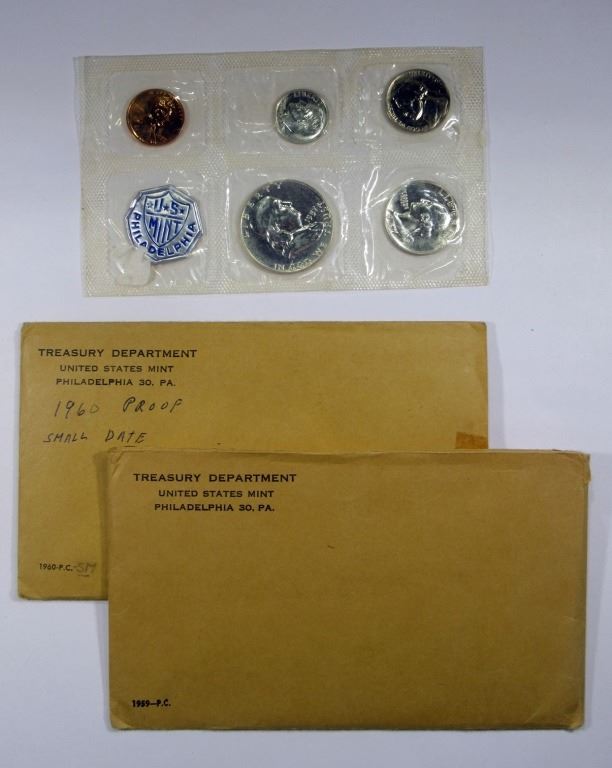 U.S.
MINT
PHILADELPHIA
TREASURY DEPARTMENT
UNITED STATES MINT
PHILADELPHIA 30, PA.
1960 PROOF
SMALL DATE
1960-P.C.-SM
TREASURY DEPARTMENT
UNITED STATES MINT
PHILADELPHIA 30, PA.
1959—P.C.